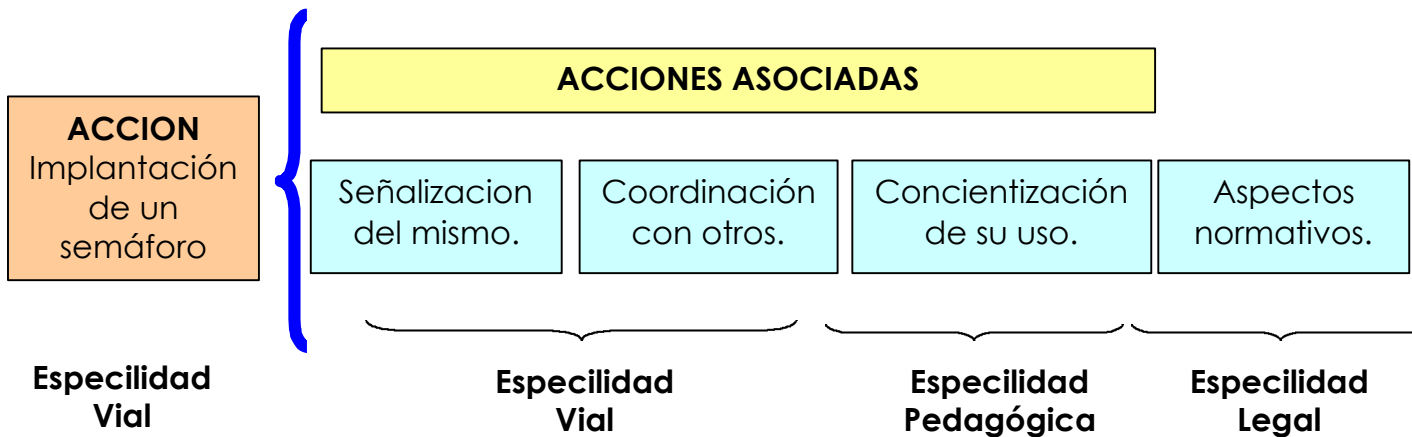 ACCIONES ASOCIADAS
ACCION
Implantación
de un
semáforo
Señalizacion
del mismo.
Coordinación
con otros.
Concientización
de su uso.
Aspectos
normativos.
Especilidad
Vial
Especilidad
Vial
Especilidad
Pedagógica
Especilidad
Legal